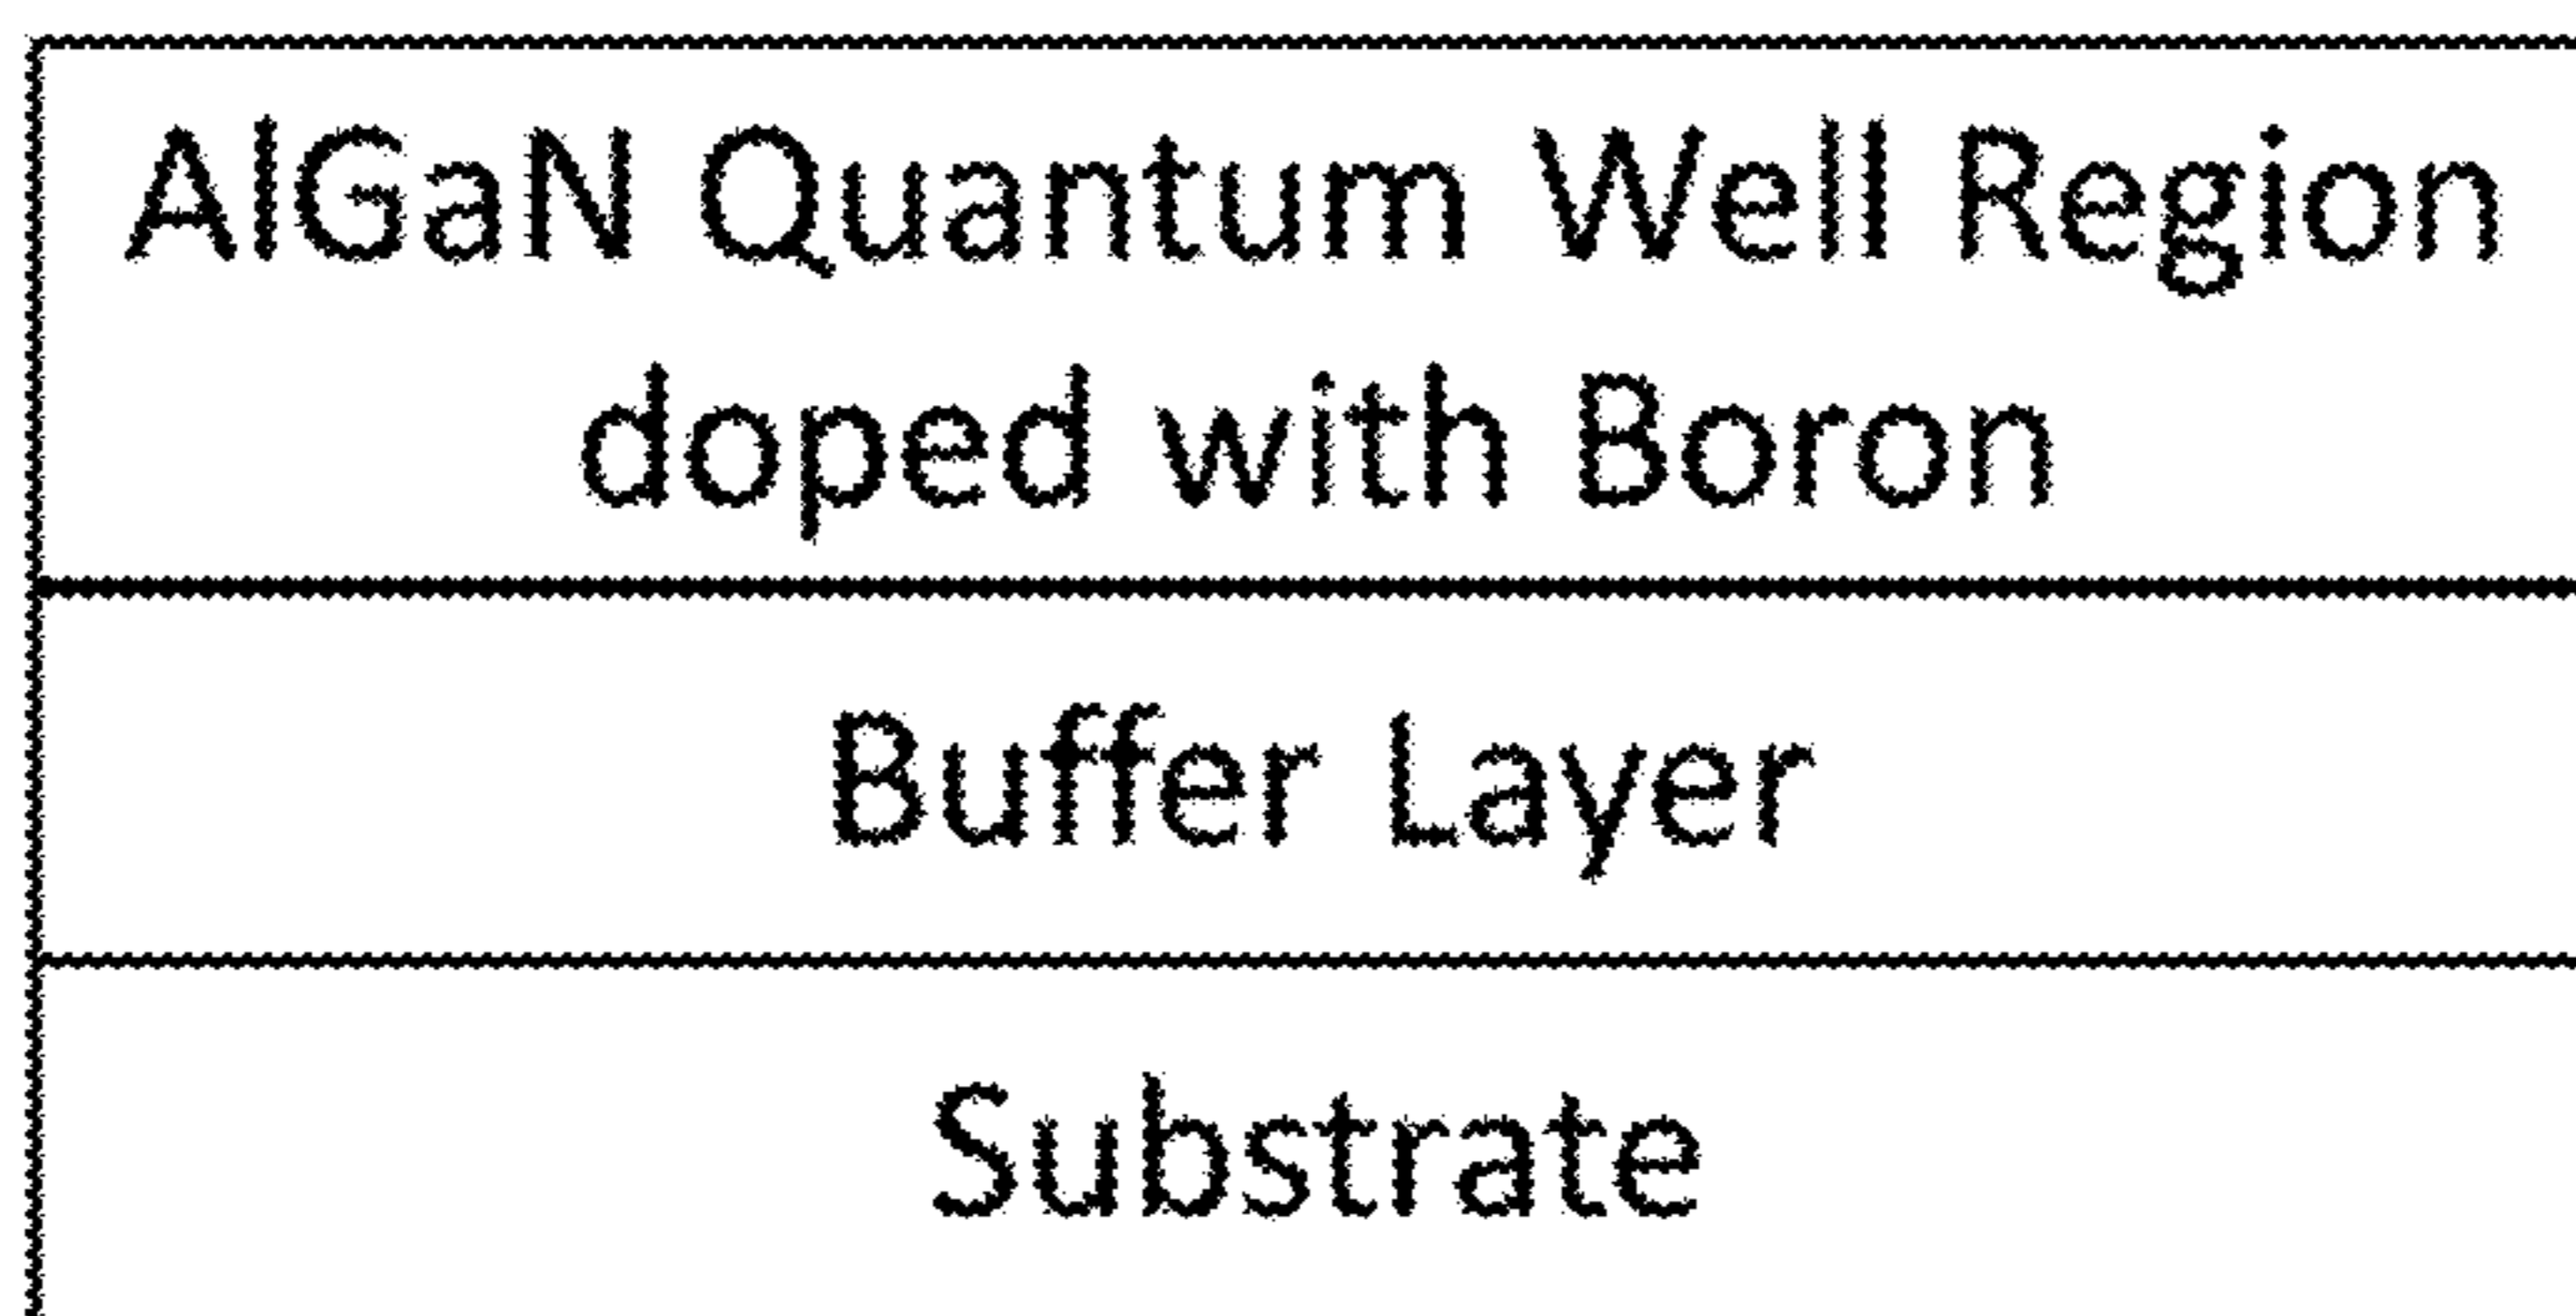 AlGaN Quantum Well Region
doped with Boron
Buffer Layer
Substrate